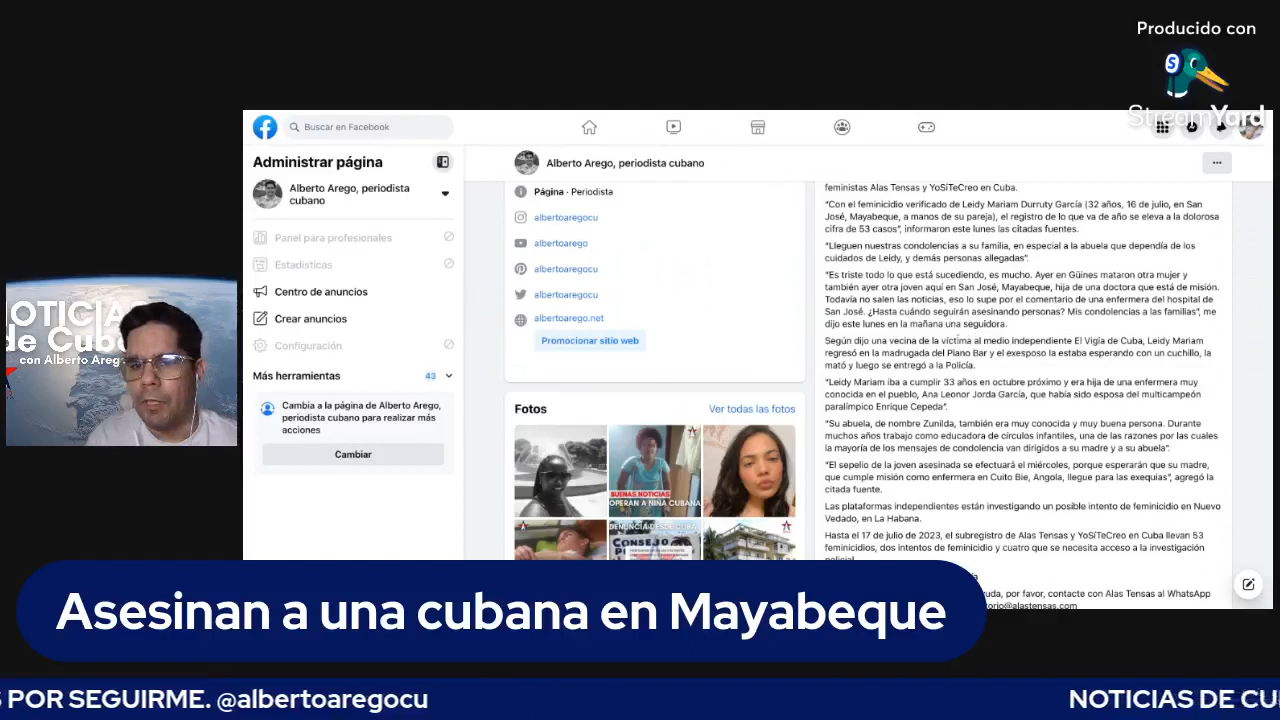 Producido con
StreamYard
Buscar en Facebook
Administrar página
Alberto Arego, periodista
cubano
Panel para profesionales
Estadísticas
Centro de anuncios
Crear anuncios
Configuración
Más herramientas
43
Cambia a la página de Alberto Arego,
periodista cubano para realizar más
acciones
Cambiar
Alberto Arego, periodista cubano
Página · Periodista
albertoaregocu
albertoarego
albertoaregocu
albertoaregocu
albertoarego.net
Promocionar sitio web
Fotos
Ver todas las fotos
BUENAS NOTICIAS
OPERAN A NIÑA CUBANA
DENUNCIA DESDE CUBA
feministas Alas Tensas y YoSíTeCreo en Cuba.
“Con el feminicidio verificado de Leidy Mariam Durruty García (32 años, 16 de julio, en San
José, Mayabeque, a manos de su pareja), el registro de lo que va de año se eleva a la dolorosa
cifra de 53 casos”, informaron este lunes las citadas fuentes.
“Lleguen nuestras condolencias a su familia, en especial a la abuela que dependía de los
cuidados de Leidy, y demás personas allegadas”.
“Es triste todo lo que está sucediendo, es mucho. Ayer en Güines mataron otra mujer y
también ayer otra joven aquí en San José, Mayabeque, hija de una doctora que está de misión.
Todavía no salen las noticias, eso lo supe por el comentario de una enfermera del hospital de
San José. ¿Hasta cuándo seguirán asesinando personas? Mis condolencias a las familias”, me
dijo este lunes en la mañana una seguidora.
Según dijo una vecina de la víctima al medio independiente El Vigía de Cuba, Leidy Mariam
regresó en la madrugada del Piano Bar y el exesposo la estaba esperando con un cuchillo, la
mató y luego se entregó a la Policía.
“Leidy Mariam iba a cumplir 33 años en octubre próximo y era hija de una enfermera muy
conocida en el pueblo, Ana Leonor Jorda García, que había sido esposa del multicampeón
paralímpico Enrique Cepeda”.
“Su abuela, de nombre Zunilda, también era muy conocida y muy buena persona. Durante
muchos años trabajo como educadora de círculos infantiles, una de las razones por las cuales
la mayoría de los mensajes de condolencia van dirigidos a su madre y a su abuela”.
“El sepelio de la joven asesinada se efectuará el miércoles, porque esperarán que su madre,
que cumple misión como enfermera en Cuito Bie, Angola, llegue para las exequias”, agregó la
citada fuente.
Las plataformas independientes están investigando un posible intento de feminicidio en Nuevo
Vedado, en La Habana.
Hasta el 17 de julio de 2023, el subregistro de Alas Tensas y YoSíTeCreo en Cuba llevan 53
feminicidios, dos intentos de feminicidio y cuatro que se necesita acceso a la investigación
policial.
por favor, contacte con Alas Tensas al WhatsApp
@alastensas.com
OTICIAS
de Cuba
con Alberto Areg
Asesinan a una cubana en Mayabeque
S POR SEGUIRME. @albertoaregocu
NOTICIAS DE CU